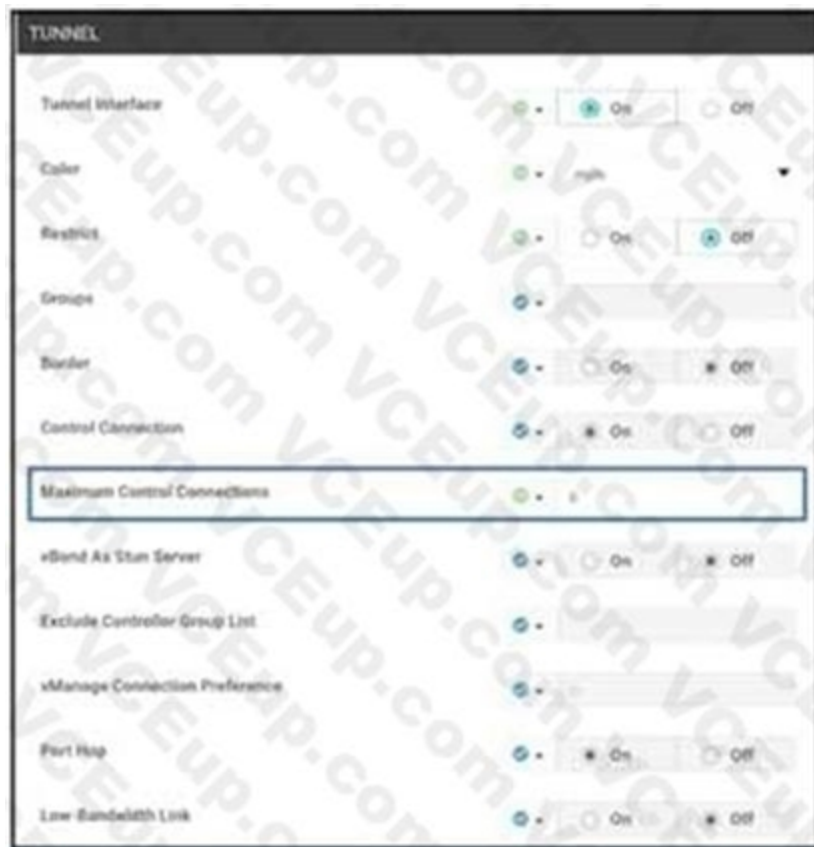 TUNNEL
Tunnel Interface On Off
Color mpls
Restrict On Off
Groups
Border On Off
Control Connection On Off
Maximum Control Connections
vBond As Stun Server On Off
Exclude Controller Group List
vManage Connection Preference
Port Hop On Off
Low-Bandwidth Link On Off
VCEup.com